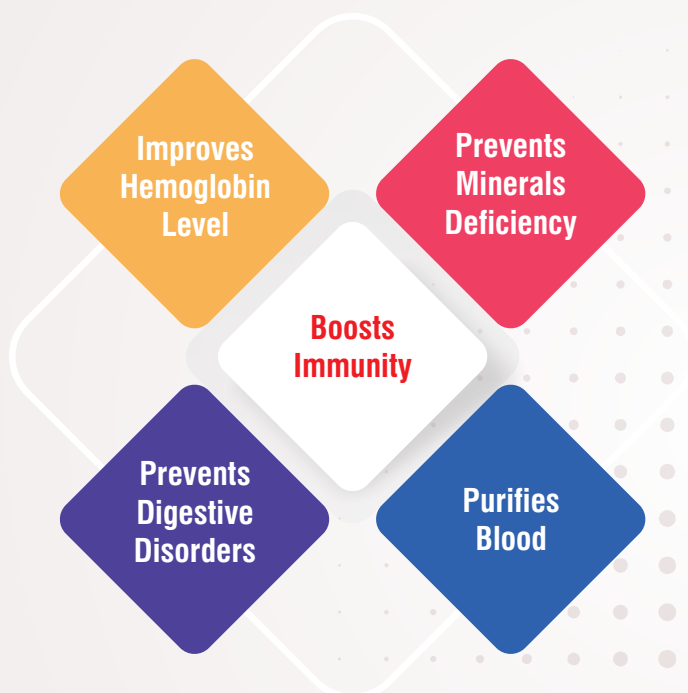 Improves
Hemoglobin
Level
Prevents
Minerals
Deficiency
Boosts
Immunity
Prevents
Digestive
Disorders
Purifies
Blood